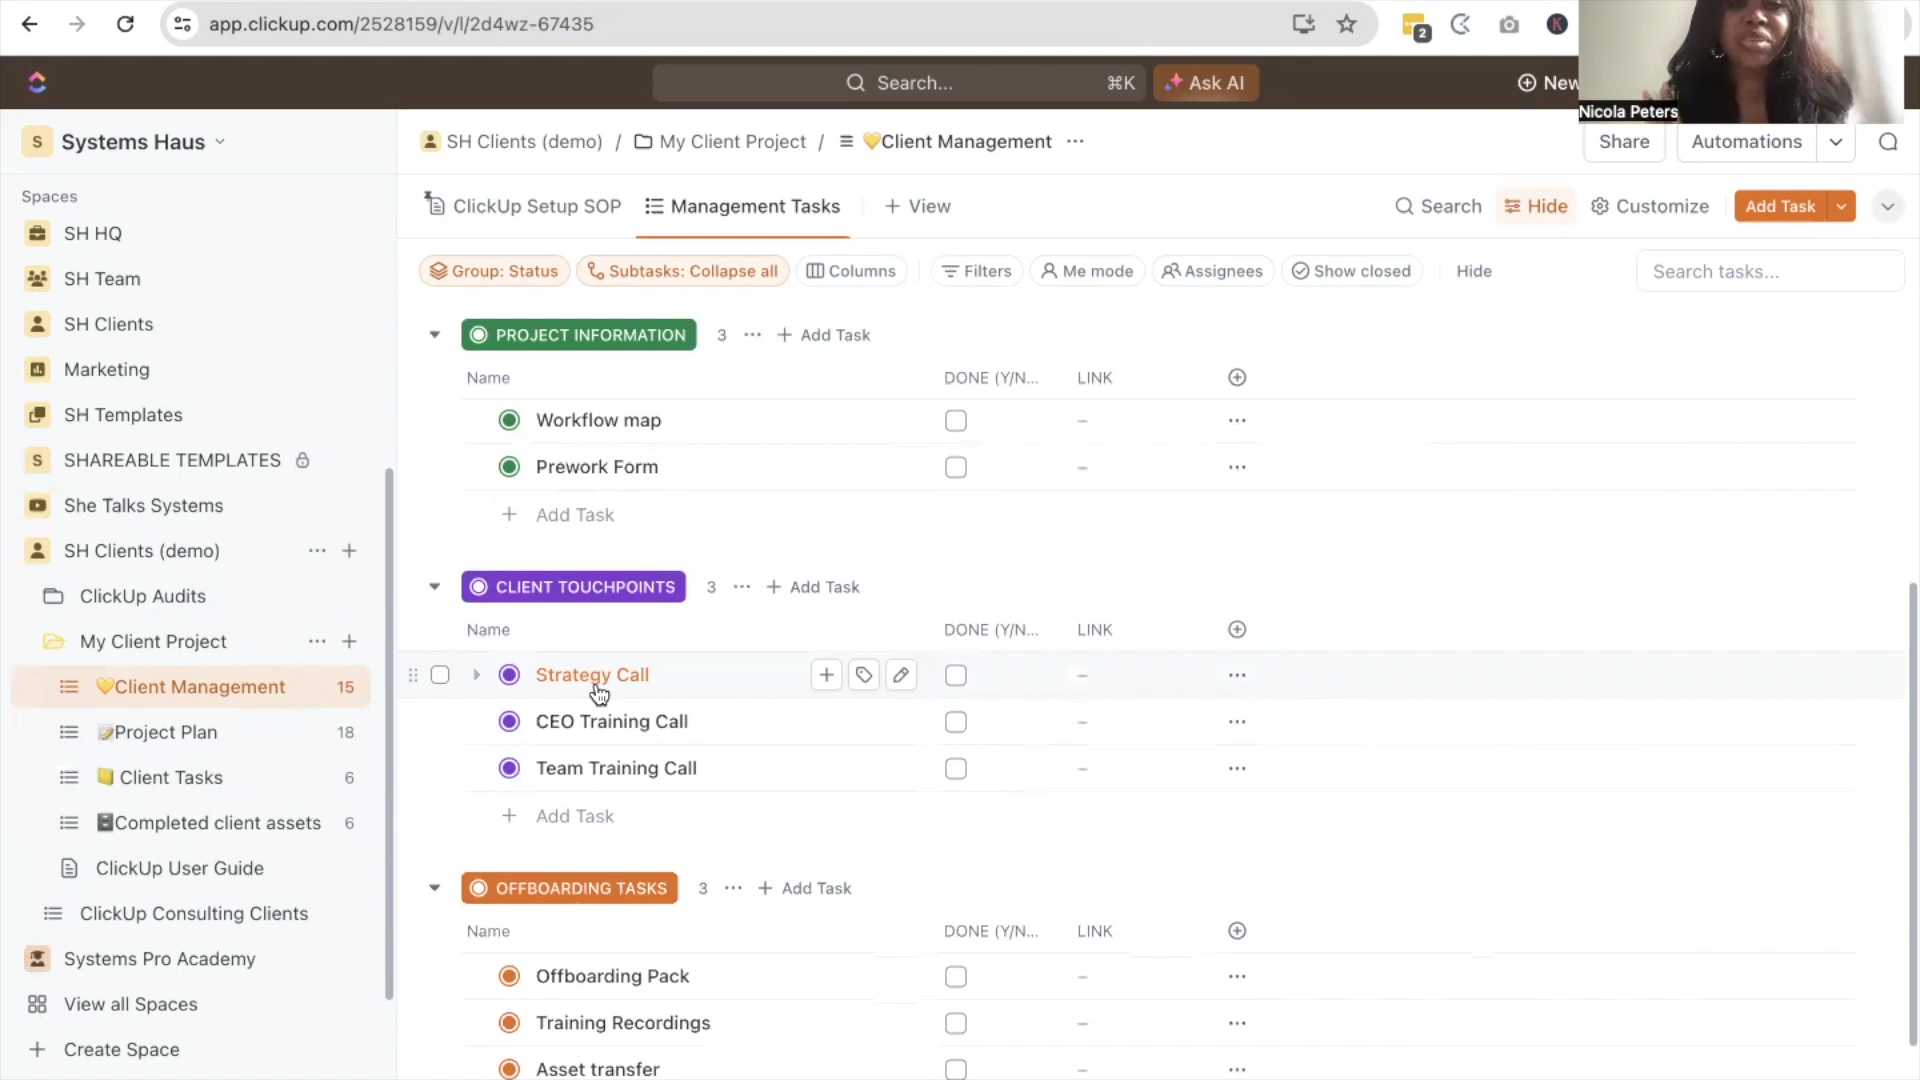 app.clickup.com/2528159/v/l/2d4wz-67435
2
K
Search...
⌘K
Ask AI
New
Nicola Peters
S
Systems Haus
SH Clients (demo) / My Client Project / 💛Client Management ...
Share
Automations
Spaces
SH HQ
SH Team
SH Clients
Marketing
SH Templates
S
SHAREABLE TEMPLATES
She Talks Systems
SH Clients (demo)
ClickUp Audits
My Client Project
💛Client Management 15
📝Project Plan 18
📒 Client Tasks 6
🗄️Completed client assets 6
ClickUp User Guide
ClickUp Consulting Clients
Systems Pro Academy
View all Spaces
+ Create Space
ClickUp Setup SOP
Management Tasks
+ View
Search
Hide
Customize
Add Task
Group: Status
Subtasks: Collapse all
Columns
Filters
Me mode
Assignees
Show closed
Hide
Search tasks...
PROJECT INFORMATION 3 ... + Add Task
Name DONE (Y/N... LINK
Workflow map – ...
Prework Form – ...
+ Add Task
CLIENT TOUCHPOINTS 3 ... + Add Task
Name DONE (Y/N... LINK
Strategy Call – ...
CEO Training Call – ...
Team Training Call – ...
+ Add Task
OFFBOARDING TASKS 3 ... + Add Task
Name DONE (Y/N... LINK
Offboarding Pack – ...
Training Recordings – ...
Asset transfer – ...